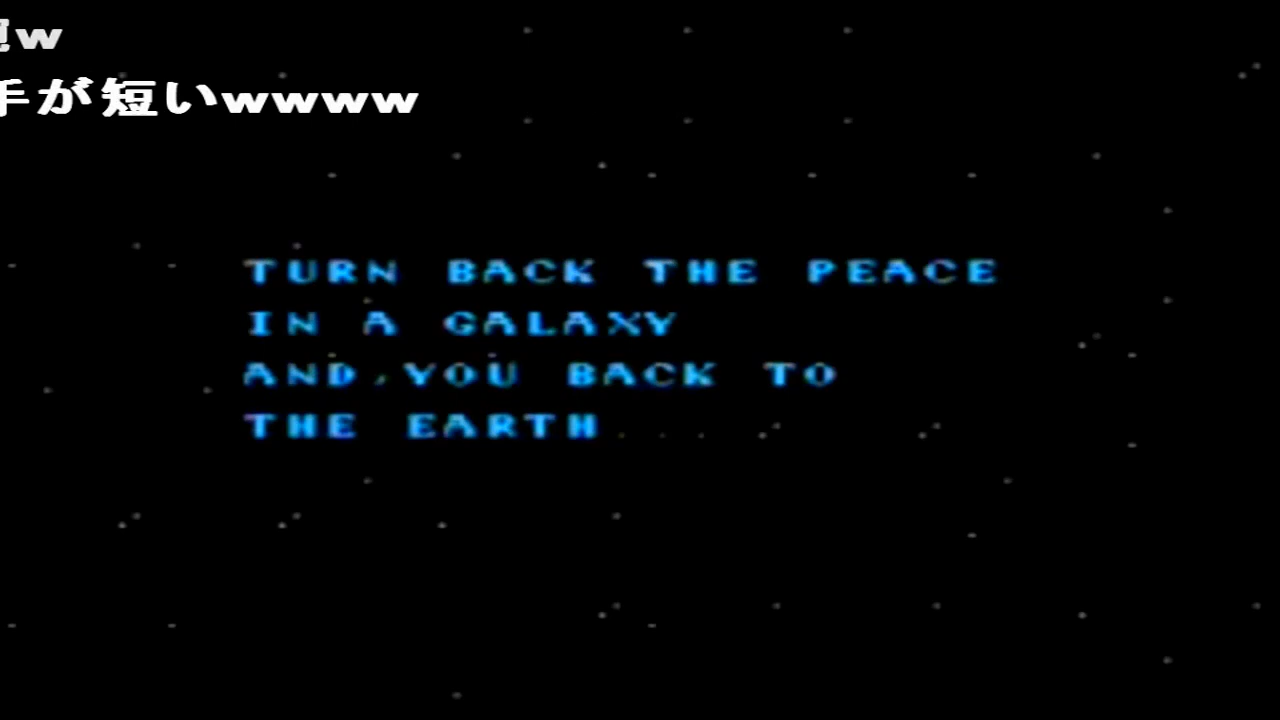 w
手が短いwwww
TURN BACK THE PEACE
IN A GALAXY
AND,YOU BACK TO
THE EARTH....